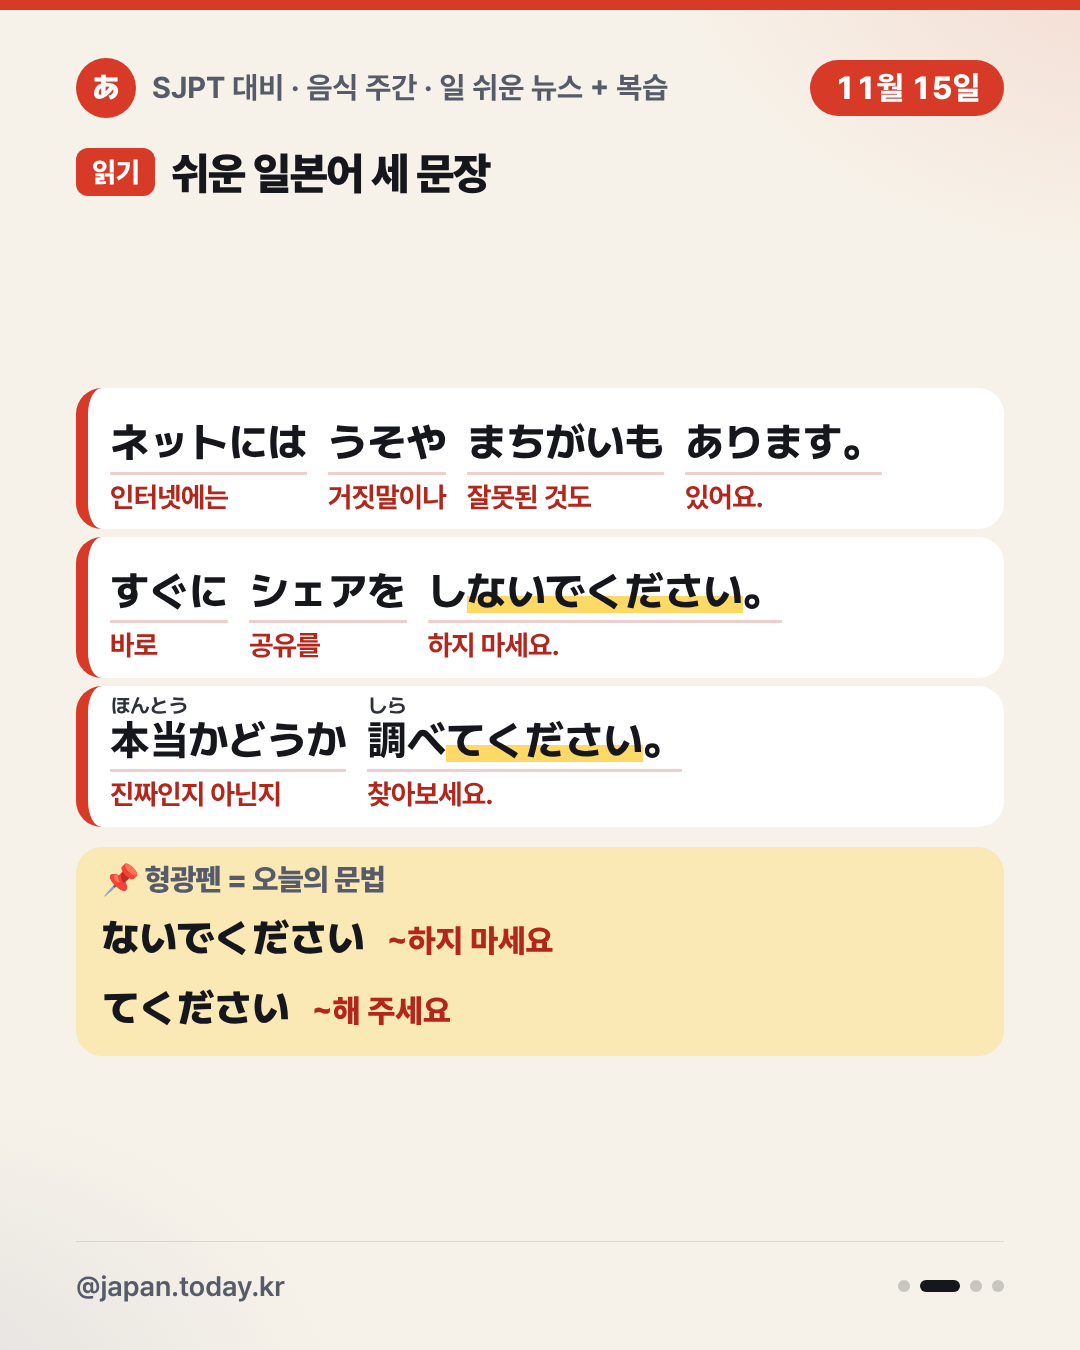 あ SJPT 대비 · 음식 주간 · 일 쉬운 뉴스 + 복습 11월 15일
읽기 쉬운 일본어 세 문장
ネットには うそや まちがいも あります。
인터넷에는 거짓말이나 잘못된 것도 있어요.
すぐに シェアを しないでください。
바로 공유를 하지 마세요.
ほんとう しら
本当かどうか 調べてください。
진짜인지 아닌지 찾아보세요.
📌 형광펜 = 오늘의 문법
ないでください ~하지 마세요
てください ~해 주세요
@japan.today.kr